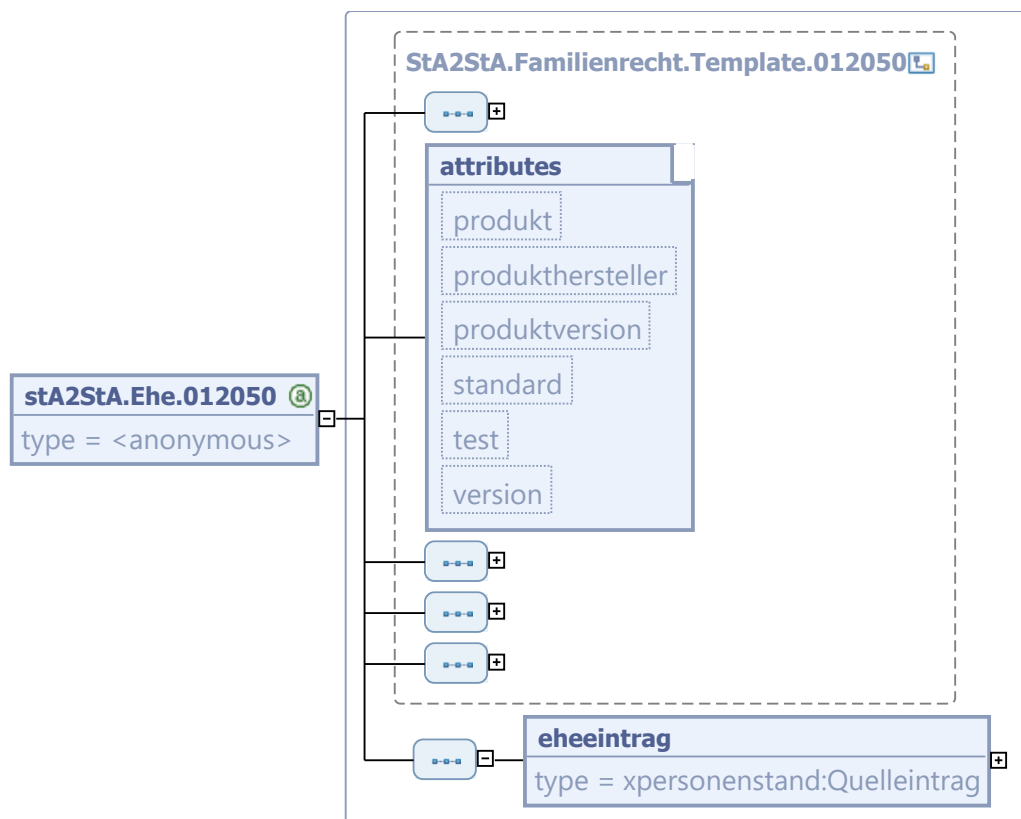 StA2StA.Familienrecht.Template.012050
attributes
produkt
produkthersteller
produktversion
standard
test
version
stA2StA.Ehe.012050 @
type = <anonymous>
eheeintrag
type = xpersonenstand:Quelleintrag